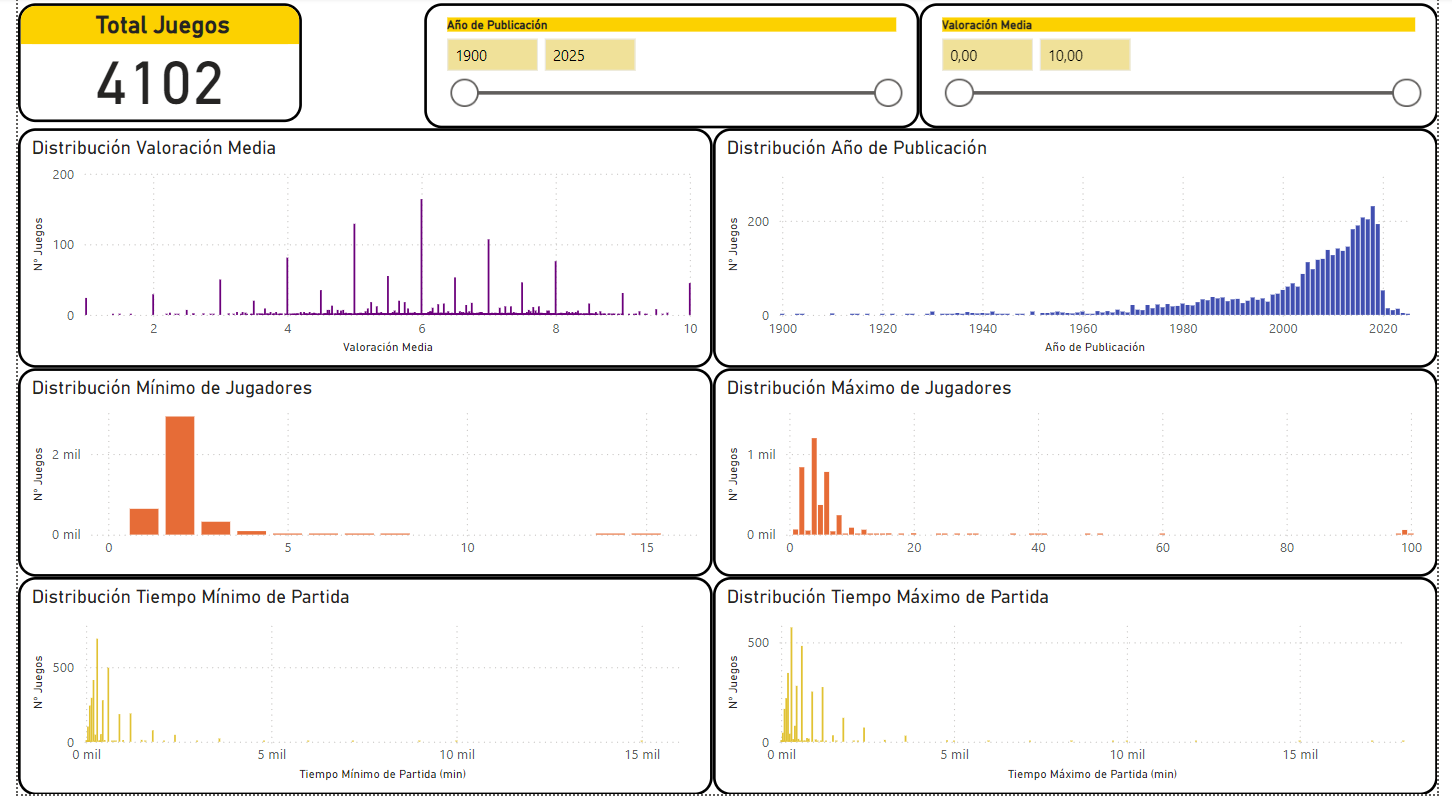 Total Juegos
4102
Año de Publicación
1900
2025
Valoración Media
0,00
10,00
Distribución Valoración Media
N° Juegos
200
100
0
2
4
6
8
10
Valoración Media
Distribución Año de Publicación
N° Juegos
200
0
1900
1920
1940
1960
1980
2000
2020
Año de Publicación
Distribución Mínimo de Jugadores
N° Juegos
2 mil
0 mil
0
5
10
15
Distribución Máximo de Jugadores
N° Juegos
1 mil
0 mil
0
20
40
60
80
100
Distribución Tiempo Mínimo de Partida
N° Juegos
500
0
0 mil
5 mil
10 mil
15 mil
Tiempo Mínimo de Partida (min)
Distribución Tiempo Máximo de Partida
N° Juegos
500
0
0 mil
5 mil
10 mil
15 mil
Tiempo Máximo de Partida (min)